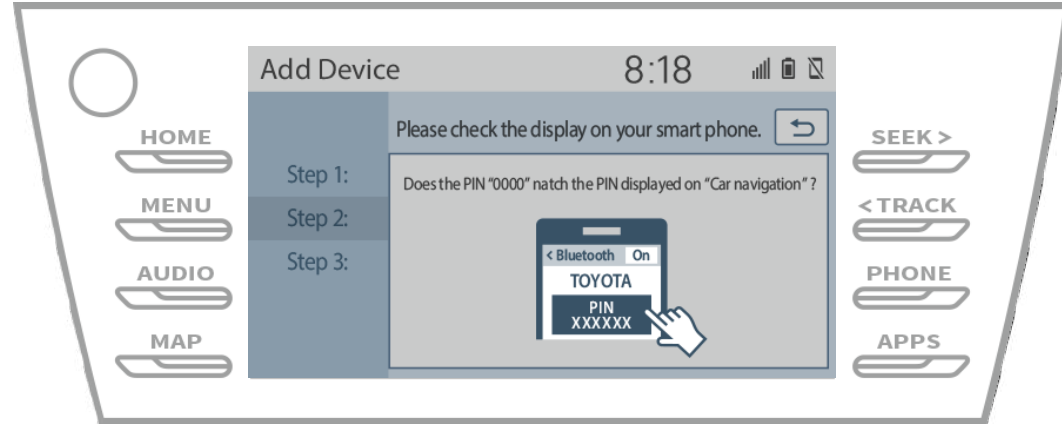 Add Device
8:18
HOME
MENU
AUDIO
MAP
Step 1:
Step 2:
Step 3:
Please check the display on your smart phone.
Does the PIN "0000" natch the PIN displayed on "Car navigation" ?
< Bluetooth On
TOYOTA
PIN
XXXXXX
SEEK >
< TRACK
PHONE
APPS